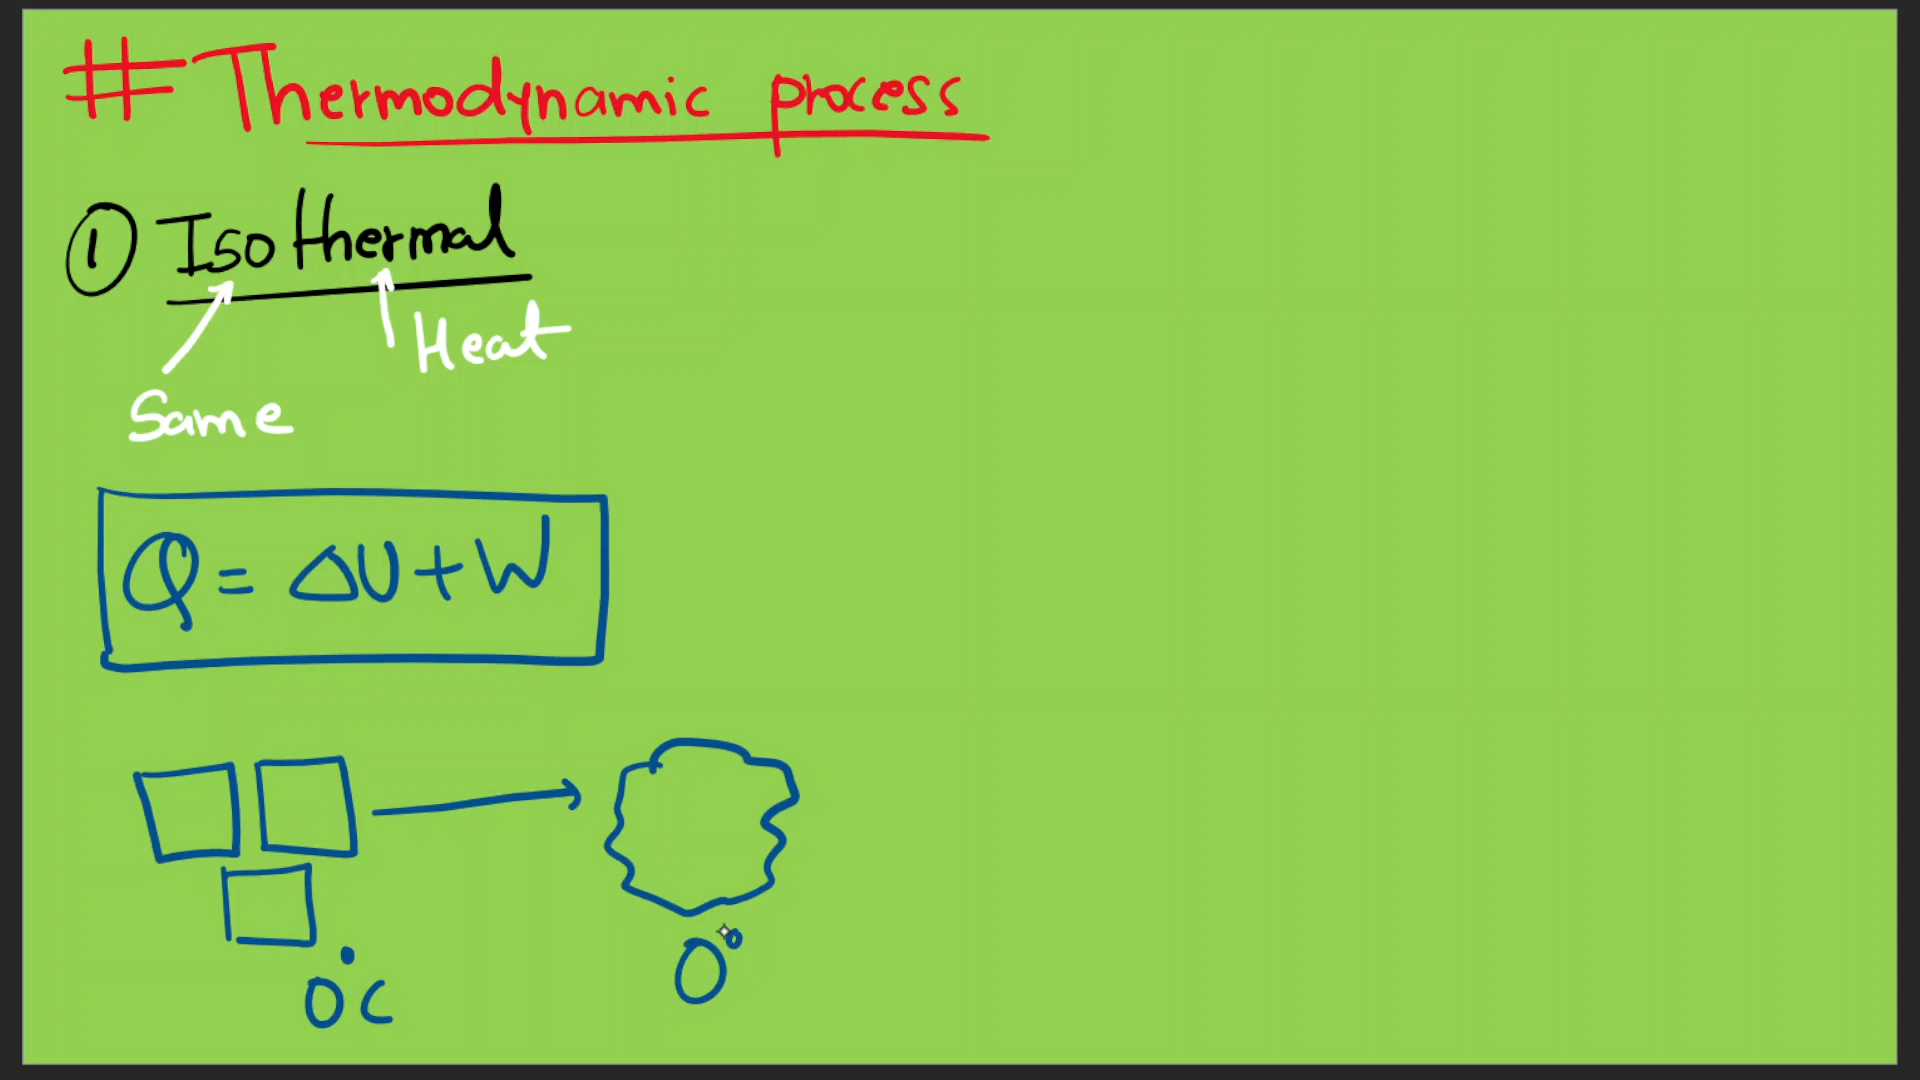 # Thermodynamic process
① Isothermal
Heat
Same
Q = ΔU + W
0°C
0°